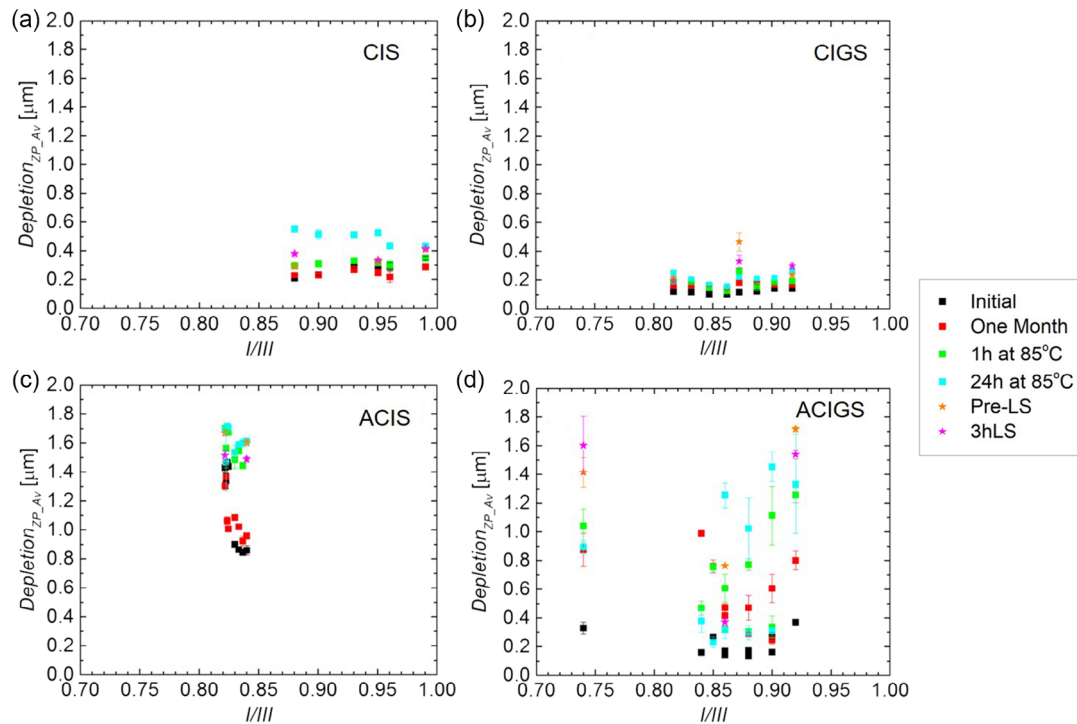 (a)
CIS
2.0
1.8
1.6
1.4
1.2
1.0
0.8
0.6
0.4
0.2
0.0
Depletion_ZP_Av [µm]
0.70 0.75 0.80 0.85 0.90 0.95 1.00
I/III
(b)
CIGS
2.0
1.8
1.6
1.4
1.2
1.0
0.8
0.6
0.4
0.2
0.0
Depletion_ZP_Av [µm]
0.70 0.75 0.80 0.85 0.90 0.95 1.00
I/III
(c)
ACIS
2.0
1.8
1.6
1.4
1.2
1.0
0.8
0.6
0.4
0.2
0.0
Depletion_ZP_Av [µm]
0.70 0.75 0.80 0.85 0.90 0.95 1.00
I/III
(d)
ACIGS
2.0
1.8
1.6
1.4
1.2
1.0
0.8
0.6
0.4
0.2
0.0
Depletion_ZP_Av [µm]
0.70 0.75 0.80 0.85 0.90 0.95 1.00
I/III
Initial
One Month
1h at 85°C
24h at 85°C
Pre-LS
3hLS